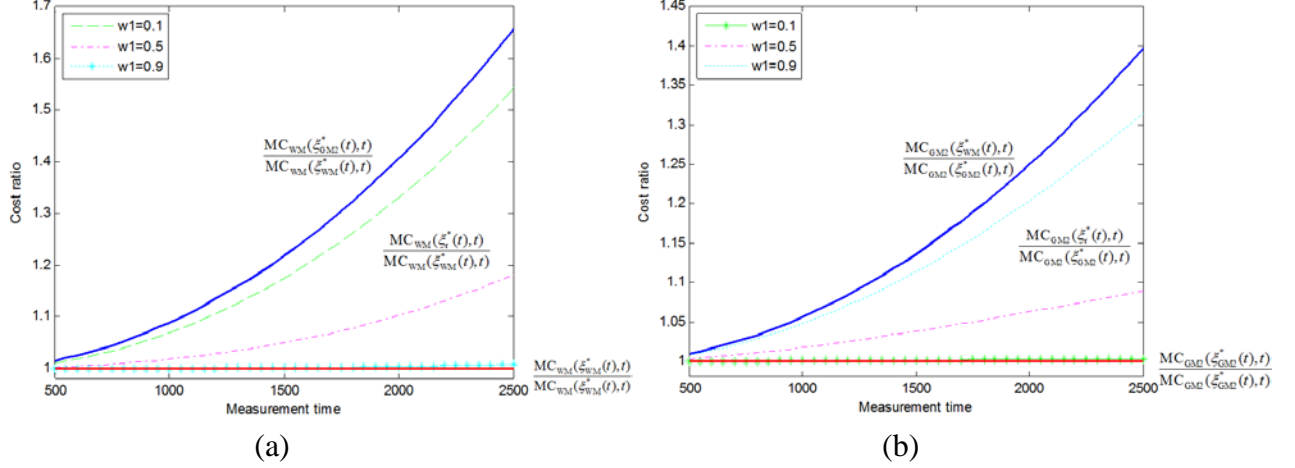 1.7
1.6
1.5
1.4
1.3
1.2
1.1
1
Cost ratio
w1=0.1
w1=0.5
w1=0.9
MC_WM(ξ*_GM2(t),t)
MC_WM(ξ*_WM(t),t)
MC_WM(ξ*_r(t),t)
MC_WM(ξ*_WM(t),t)
MC_WM(ξ*_WM(t),t)
MC_WM(ξ*_WM(t),t)
500 1000 1500 2000 2500
Measurement time
(a)
1.45
1.4
1.35
1.3
1.25
1.2
1.15
1.1
1.05
1
Cost ratio
w1=0.1
w1=0.5
w1=0.9
MC_GM2(ξ*_WM(t),t)
MC_GM2(ξ*_GM2(t),t)
MC_GM2(ξ*_r(t),t)
MC_GM2(ξ*_GM2(t),t)
MC_GM2(ξ*_GM2(t),t)
MC_GM2(ξ*_GM2(t),t)
500 1000 1500 2000 2500
Measurement time
(b)